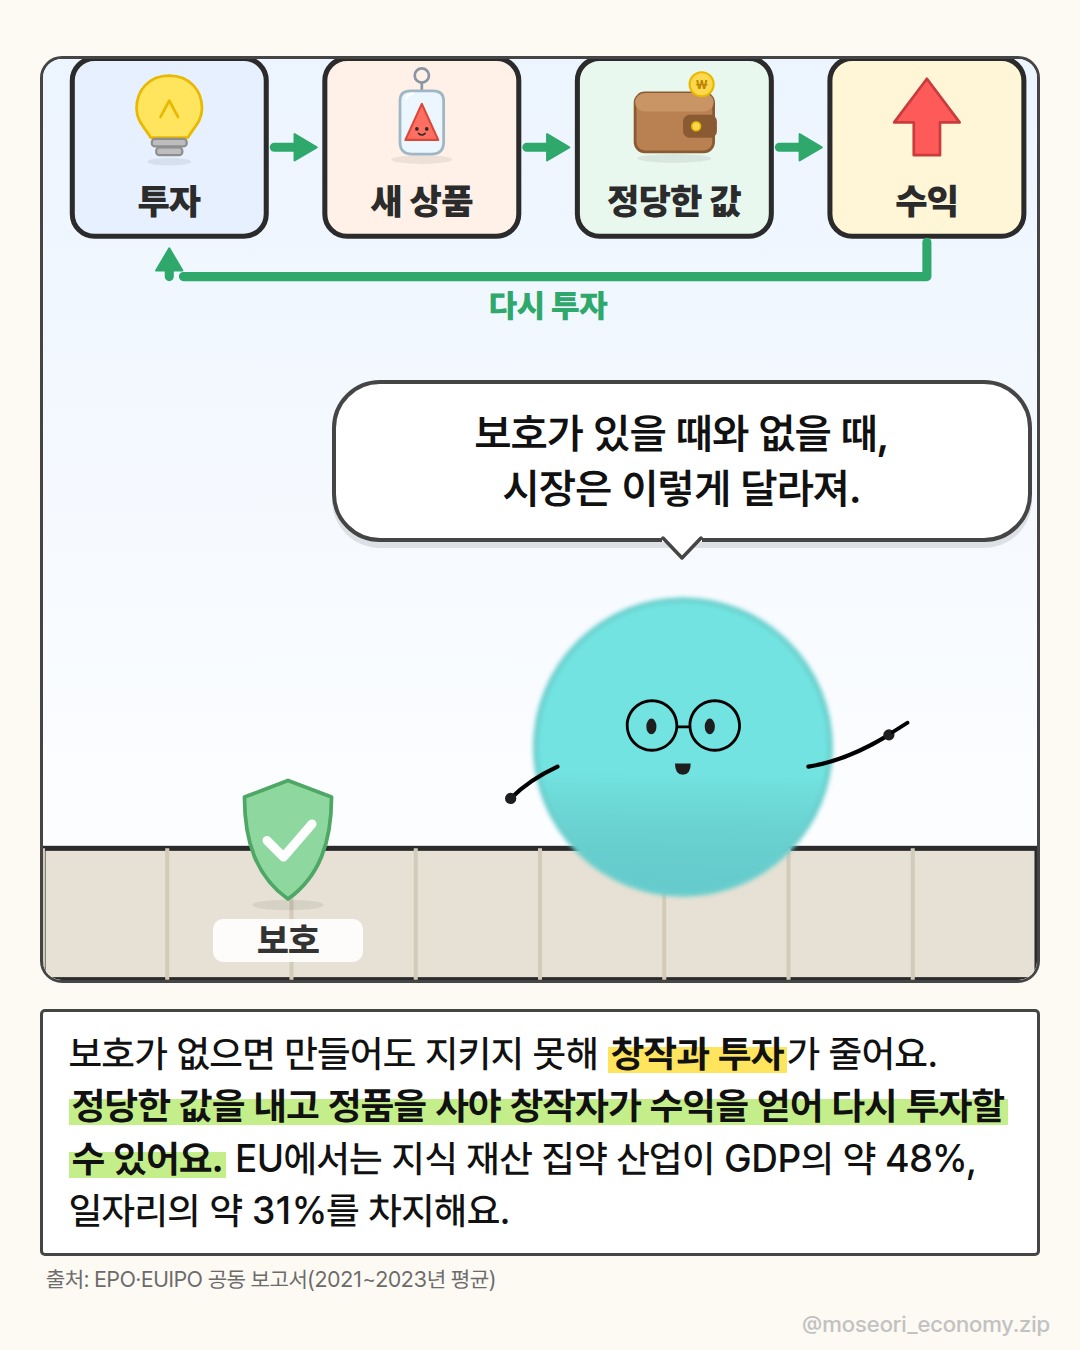 투자
새 상품
정당한 값
수익
₩
다시 투자
보호가 있을 때와 없을 때,
시장은 이렇게 달라져.
보호
보호가 없으면 만들어도 지키지 못해 창작과 투자가 줄어요.
정당한 값을 내고 정품을 사야 창작자가 수익을 얻어 다시 투자할
수 있어요. EU에서는 지식 재산 집약 산업이 GDP의 약 48%,
일자리의 약 31%를 차지해요.
출처: EPO·EUIPO 공동 보고서(2021~2023년 평균)
@moseori_economy.zip